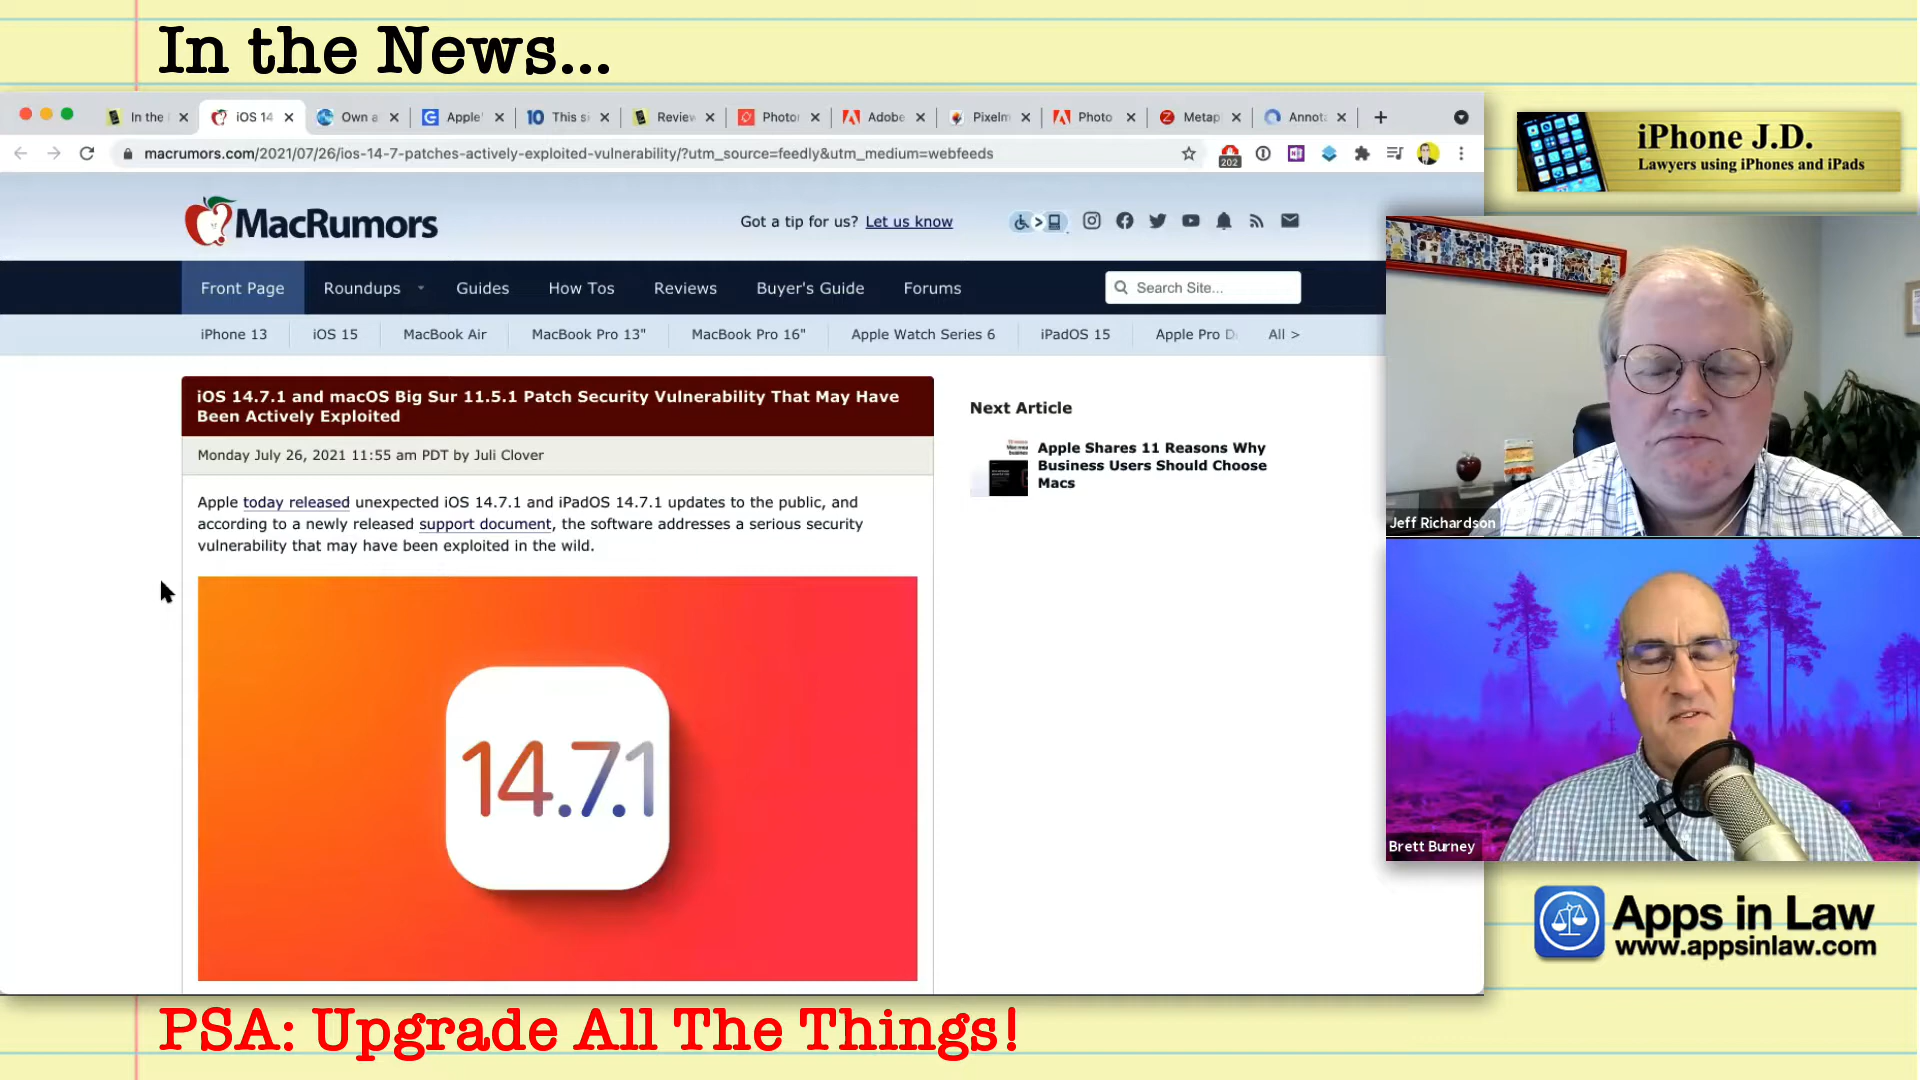 In the News...
In the
iOS 14
Own a
Apple'
10 This si
Review
Photor
Adobe
Pixelm
Photo
Metap
Annota
macrumors.com/2021/07/26/ios-14-7-patches-actively-exploited-vulnerability/?utm_source=feedly&utm_medium=webfeeds
202
iPhone J.D.
Lawyers using iPhones and iPads
MacRumors
Got a tip for us? Let us know
Front Page Roundups Guides How Tos Reviews Buyer's Guide Forums Search Site...
iPhone 13 iOS 15 MacBook Air MacBook Pro 13" MacBook Pro 16" Apple Watch Series 6 iPadOS 15 Apple Pro D All >
iOS 14.7.1 and macOS Big Sur 11.5.1 Patch Security Vulnerability That May Have
Been Actively Exploited
Monday July 26, 2021 11:55 am PDT by Juli Clover
Apple today released unexpected iOS 14.7.1 and iPadOS 14.7.1 updates to the public, and
according to a newly released support document, the software addresses a serious security
vulnerability that may have been exploited in the wild.
14.7.1
Next Article
Apple Shares 11 Reasons Why
Business Users Should Choose
Macs
Jeff Richardson
Brett Burney
Apps in Law
www.appsinlaw.com
PSA: Upgrade All The Things!